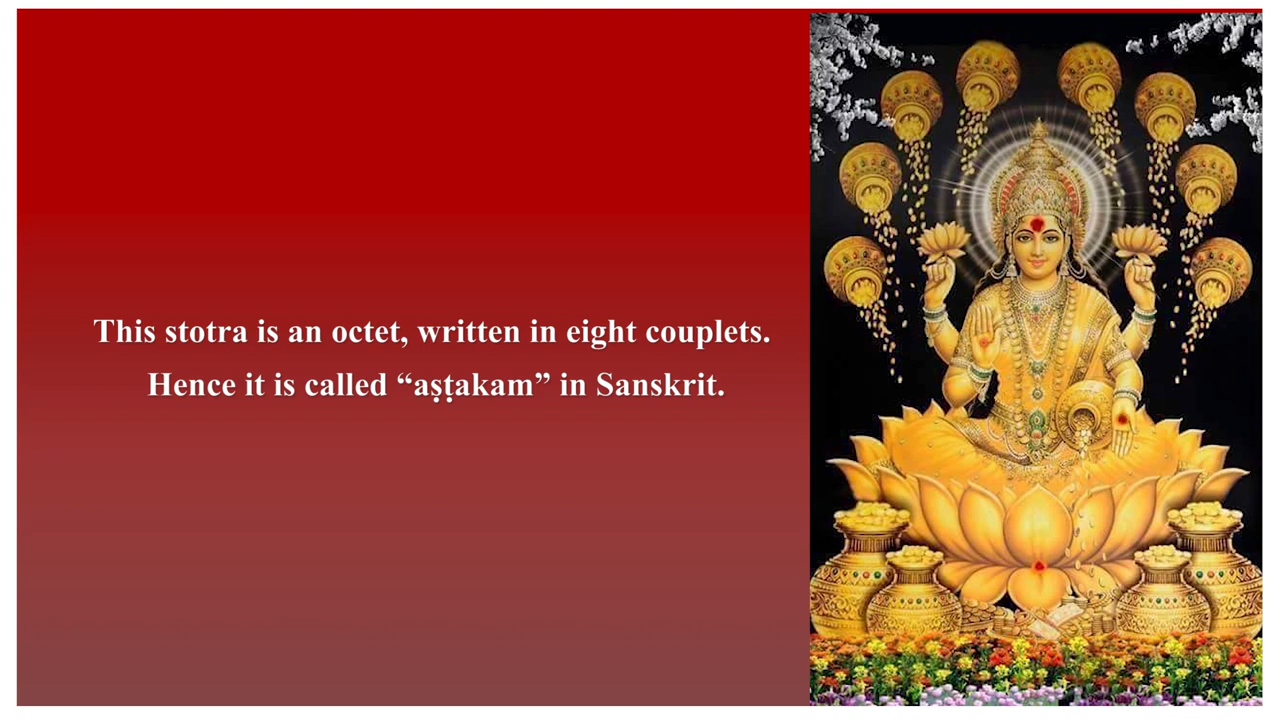 This stotra is an octet, written in eight couplets.
Hence it is called “aṣṭakam” in Sanskrit.